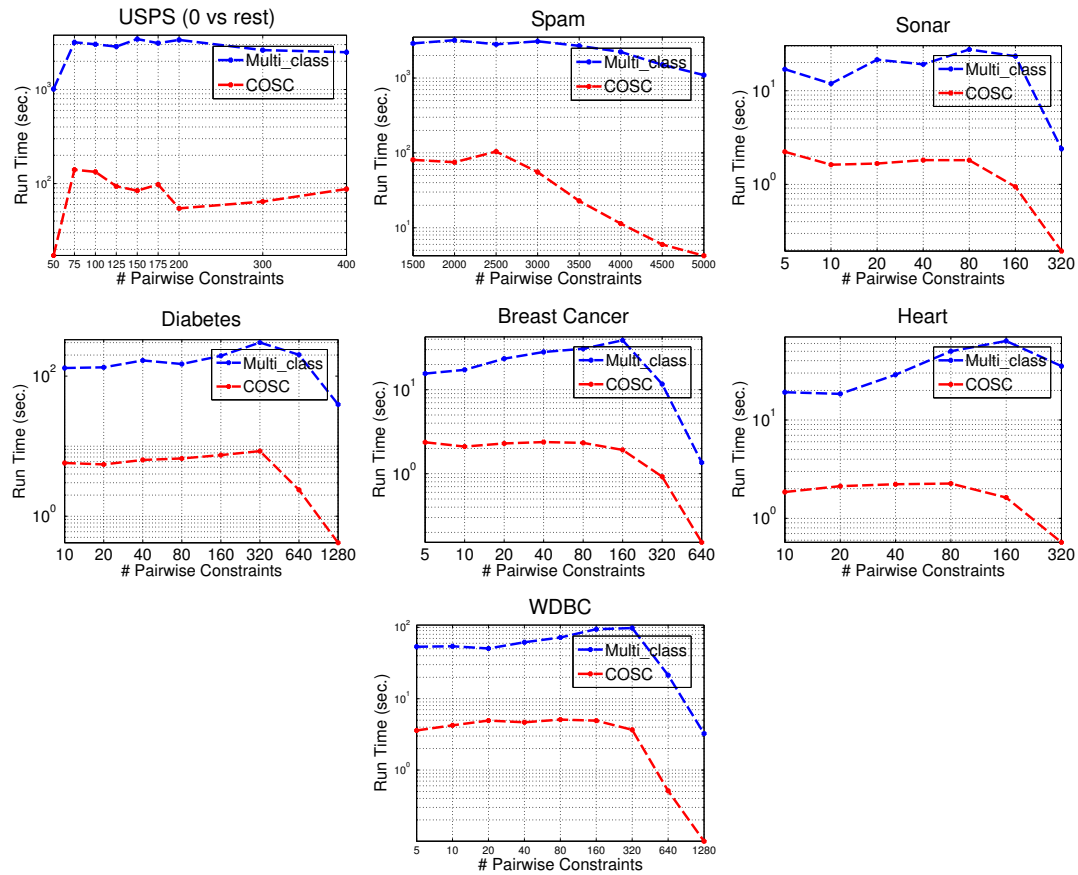 USPS (0 vs rest)
Run Time (sec.)
10^3
10^2
Multi_class
COSC
50 75 100 125 150 175 200 300 400
# Pairwise Constraints
Spam
Run Time (sec.)
10^3
10^2
10^1
Multi_class
COSC
1500 2000 2500 3000 3500 4000 4500 5000
# Pairwise Constraints
Sonar
Run Time (sec.)
10^1
10^0
Multi_class
COSC
5 10 20 40 80 160 320
# Pairwise Constraints
Diabetes
Run Time (sec.)
10^2
10^0
Multi_class
COSC
10 20 40 80 160 320 640 1280
# Pairwise Constraints
Breast Cancer
Run Time (sec.)
10^1
10^0
Multi_class
COSC
5 10 20 40 80 160 320 640
# Pairwise Constraints
Heart
Run Time (sec.)
10^1
10^0
Multi_class
COSC
10 20 40 80 160 320
# Pairwise Constraints
WDBC
Run Time (sec.)
10^2
10^1
10^0
Multi_class
COSC
5 10 20 40 80 160 320 640 1280
# Pairwise Constraints